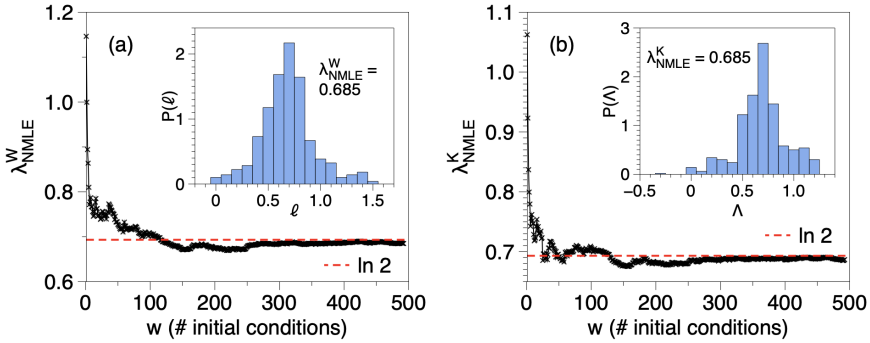 (a)
λ^W_NMLE
1.2
1.0
0.8
0.6
0
100
200
300
400
500
w (# initial conditions)
ln 2
P(ℓ)
2
1
0
λ^W_NMLE =
0.685
0
0.5
1.0
1.5
ℓ
(b)
λ^K_NMLE
1.1
1.0
0.9
0.8
0.7
0
100
200
300
400
500
w (# initial conditions)
ln 2
P(Λ)
3
2
1
0
λ^K_NMLE = 0.685
−0.5
0
0.5
1.0
Λ